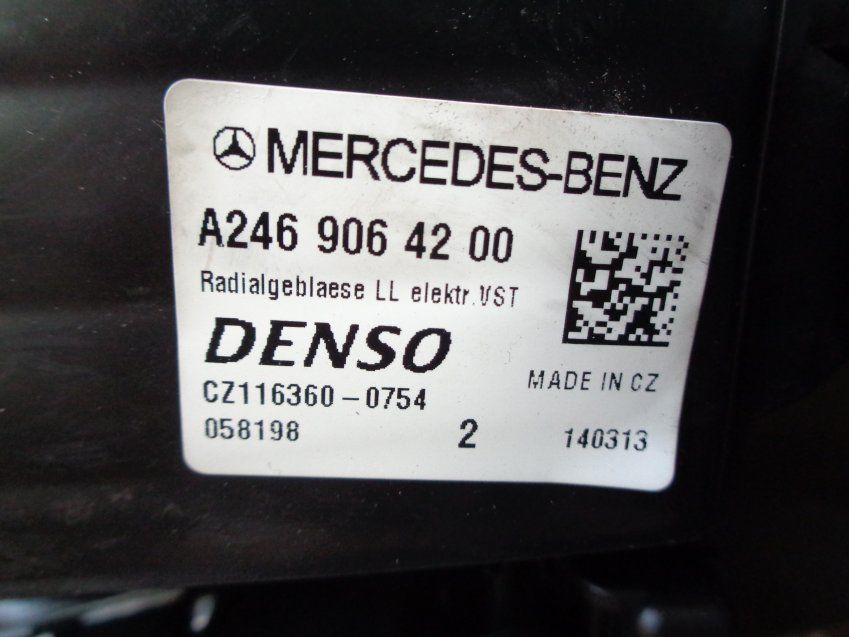 MERCEDES-BENZ
A246 906 42 00
Radialgeblaese LL elektr.VST
DENSO
MADE IN CZ
CZ116360-0754
058198 2 140313